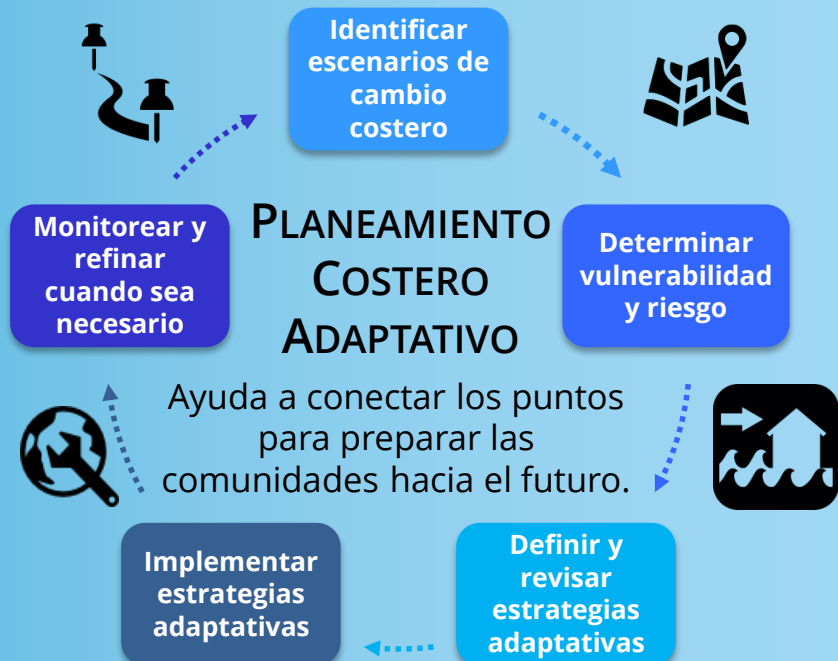 Identificar
escenarios de
cambio
costero
Monitorear y
refinar
cuando sea
necesario
PLANEAMIENTO
COSTERO
ADAPTATIVO
Determinar
vulnerabilidad
y riesgo
Ayuda a conectar los puntos
para preparar las
comunidades hacia el futuro.
Implementar
estrategias
adaptativas
Definir y
revisar
estrategias
adaptativas